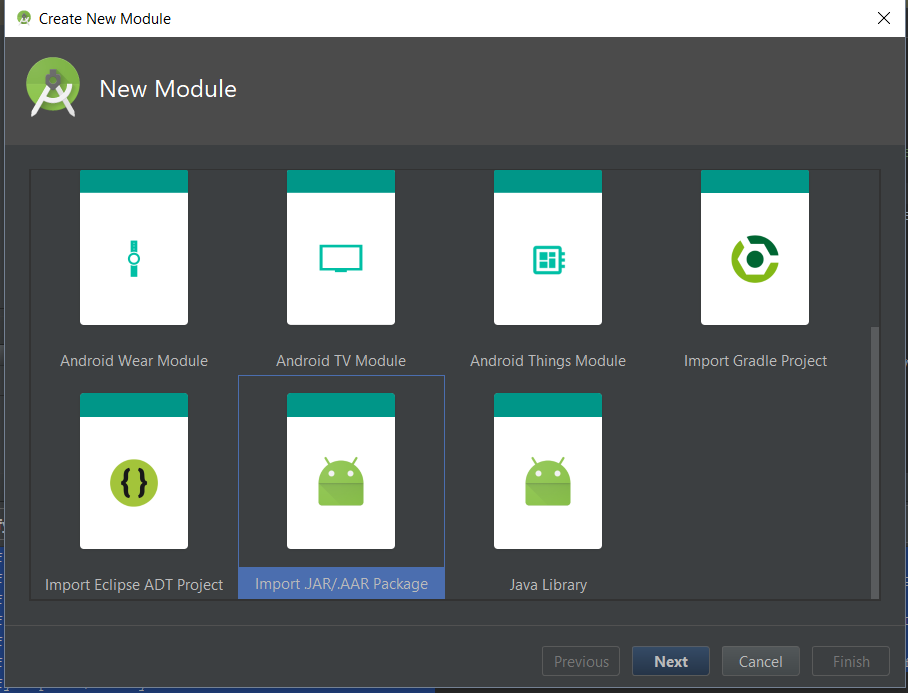 Create New Module
New Module
Android Wear Module
Android TV Module
Android Things Module
Import Gradle Project
{}
Import Eclipse ADT Project
Import .JAR/.AAR Package
Java Library
Previous
Next
Cancel
Finish